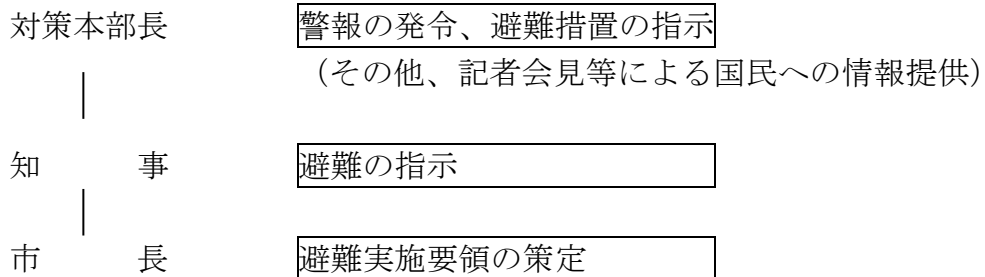 対策本部長 警報の発令、避難措置の指示
（その他、記者会見等による国民への情報提供）
知事 避難の指示
市長 避難実施要領の策定